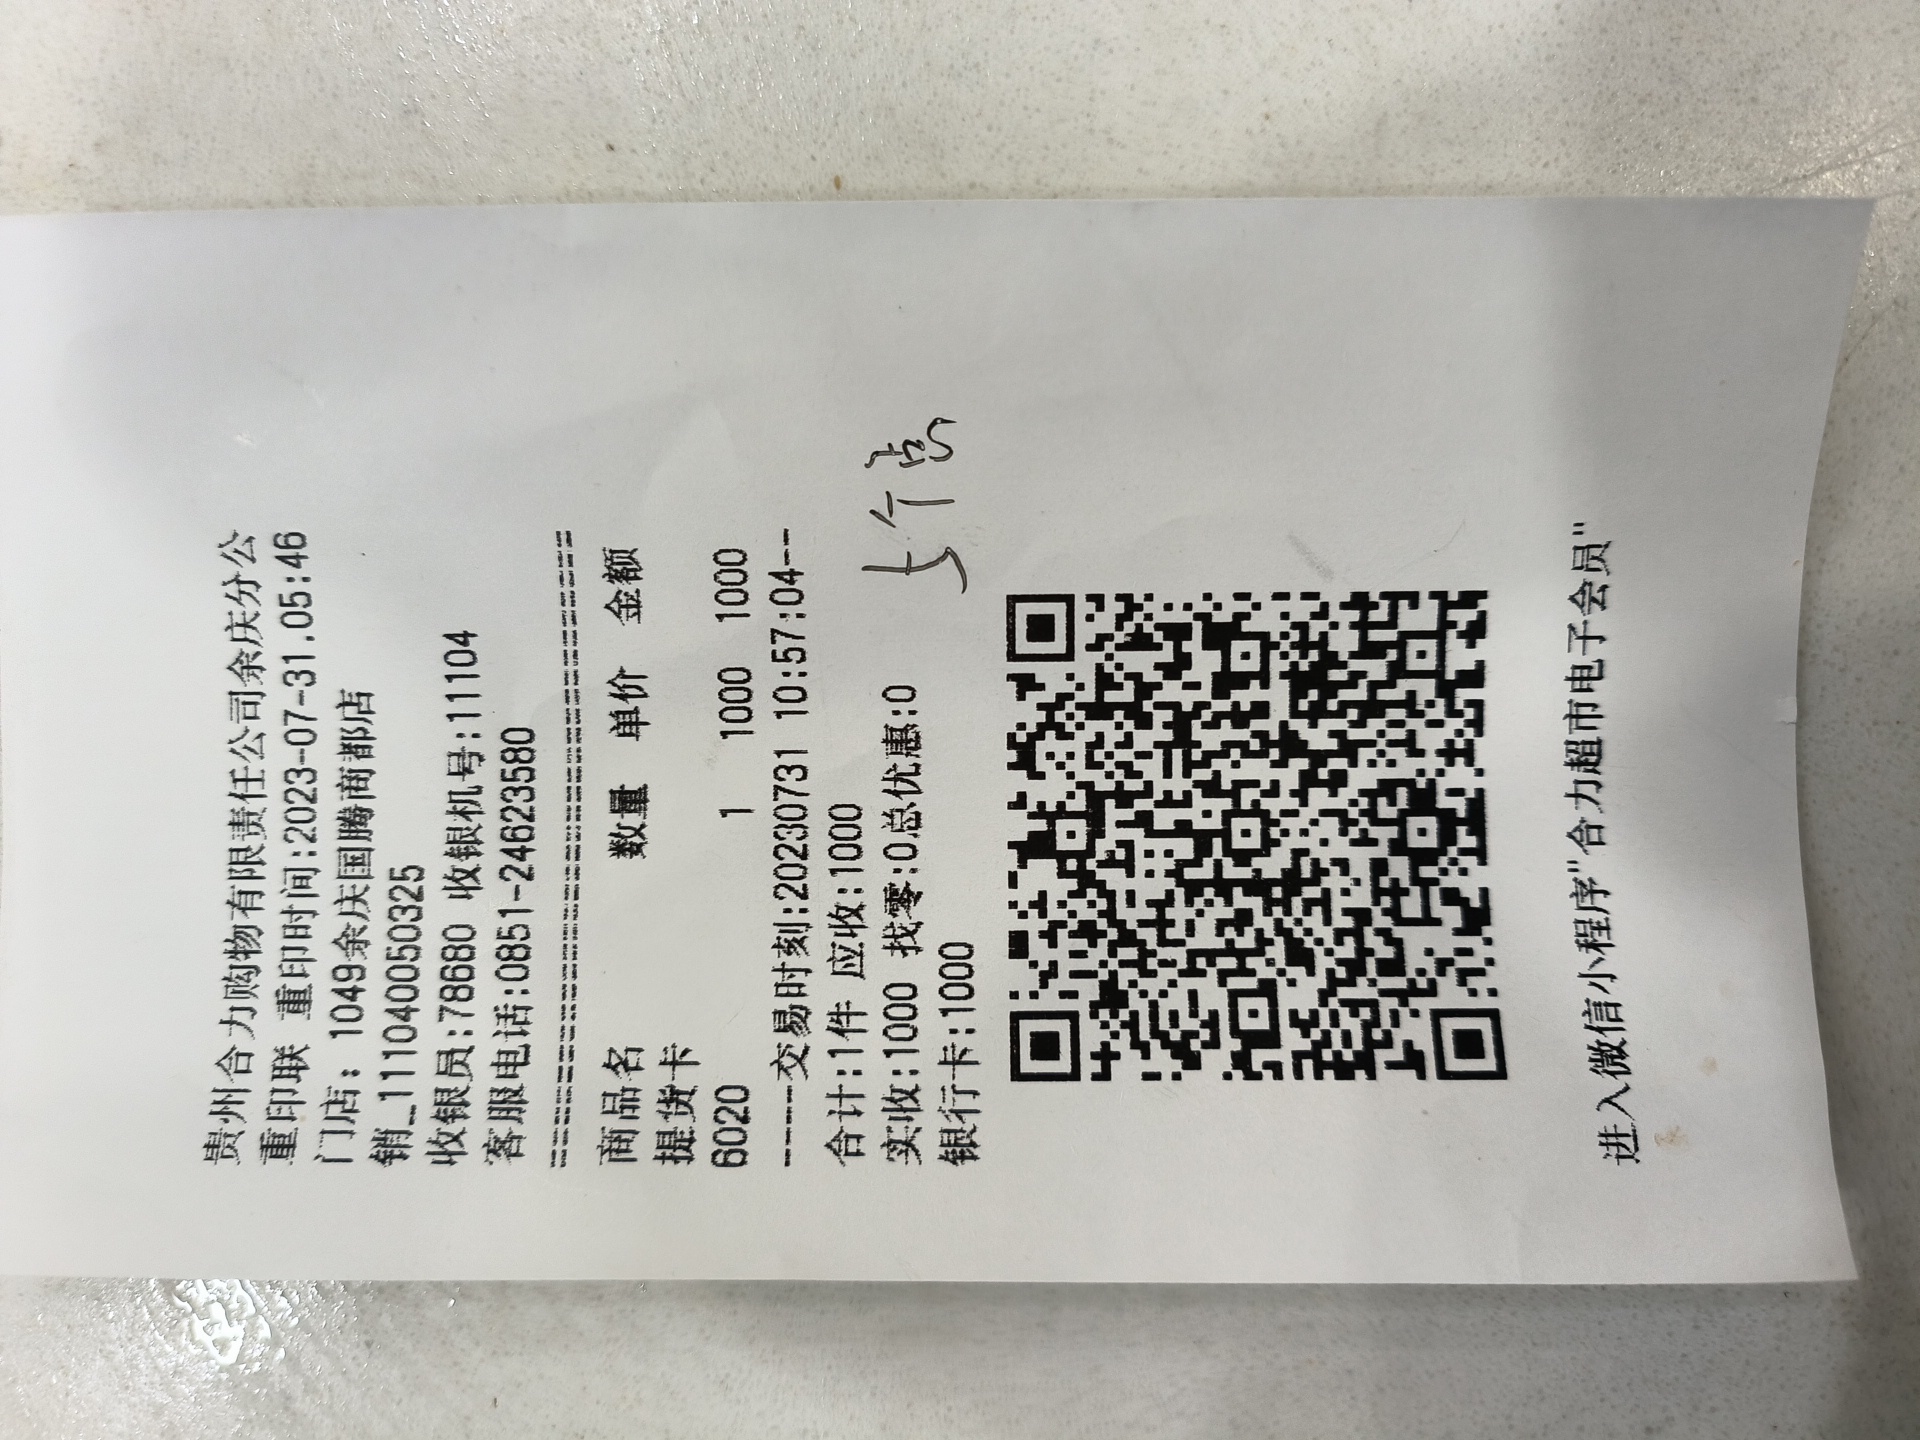 贵州合力购物有限责任公司余庆分公
重印联 重印时间:2023-07-31.05:46
门店: 1049余庆国腾商都店
销_111040050325
收银员:78680 收银机号:11104
客服电话:0851-24623580
================================
商品名 数量 单价 金额
提货卡
6020 1 1000 1000
-----交易时刻:20230731 10:57:04--
合计:1件 应收:1000
实收:1000 找零:0总优惠:0
银行卡:1000
进入微信小程序"合力超市电子会员"